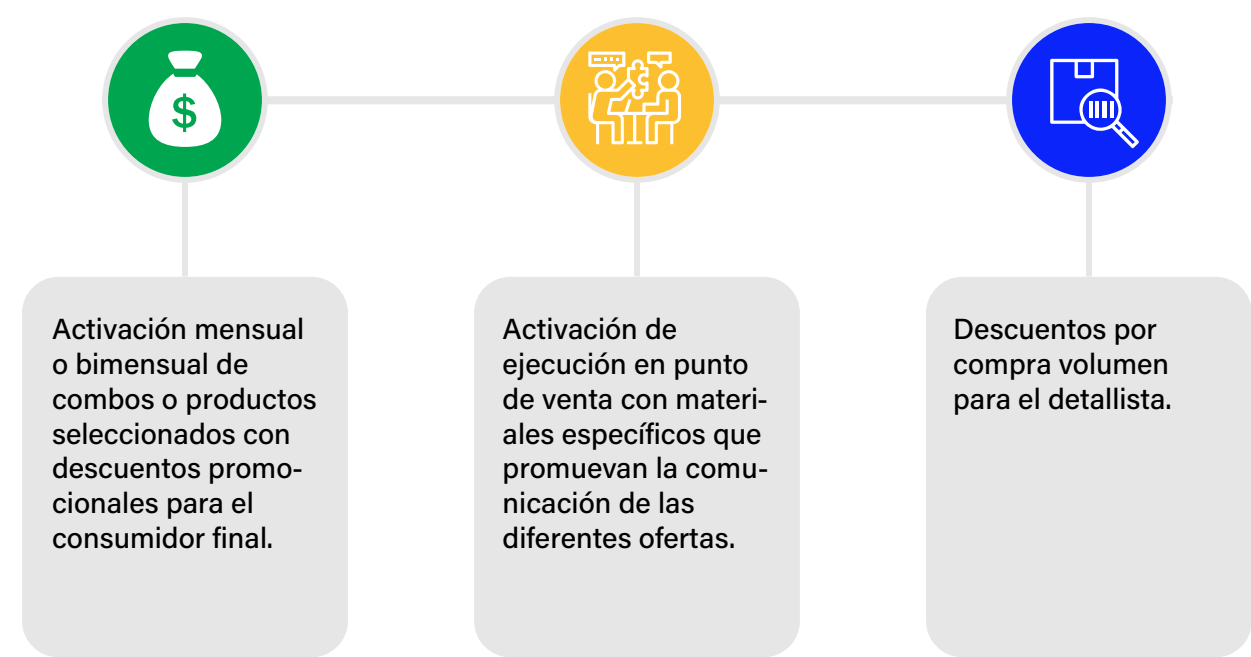 $
Activación mensual
o bimensual de
combos o productos
seleccionados con
descuentos promo-
cionales para el
consumidor final.
Activación de
ejecución en punto
de venta con materi-
ales específicos que
promuevan la comu-
nicación de las
diferentes ofertas.
Descuentos por
compra volumen
para el detallista.